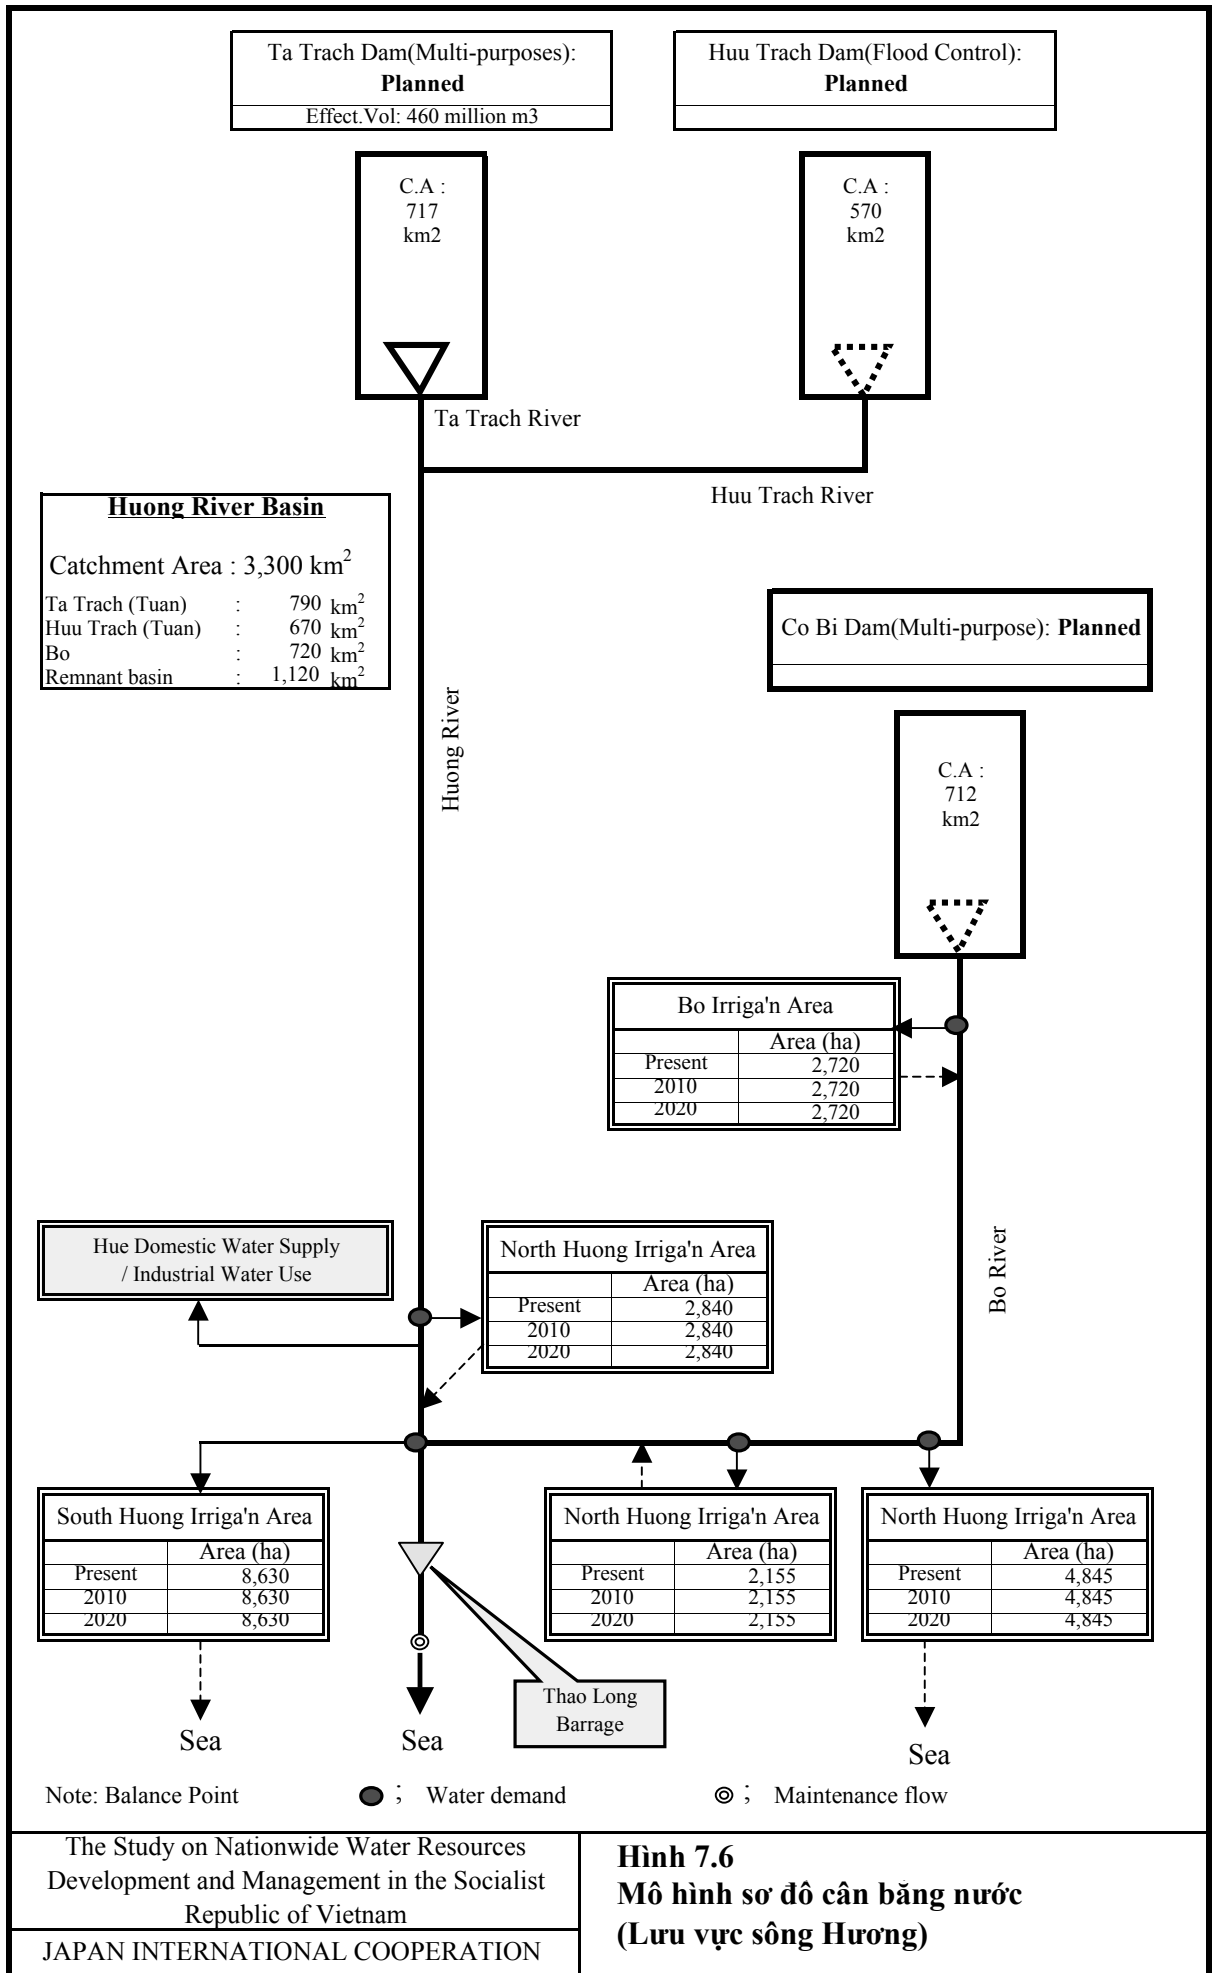 Ta Trach Dam(Multi-purposes):
Planned
Effect.Vol: 460 million m3
Huu Trach Dam(Flood Control):
Planned
C.A :
717
km2
C.A :
570
km2
Ta Trach River
Huu Trach River
Huong River Basin
Catchment Area : 3,300 km2
Ta Trach (Tuan) : 790 km2
Huu Trach (Tuan) : 670 km2
Bo : 720 km2
Remnant basin : 1,120 km2
Huong River
Co Bi Dam(Multi-purpose): Planned
C.A :
712
km2
Bo Irriga'n Area
Area (ha)
Present 2,720
2010 2,720
2020 2,720
Bo River
Hue Domestic Water Supply
/ Industrial Water Use
North Huong Irriga'n Area
Area (ha)
Present 2,840
2010 2,840
2020 2,840
South Huong Irriga'n Area
Area (ha)
Present 8,630
2010 8,630
2020 8,630
North Huong Irriga'n Area
Area (ha)
Present 2,155
2010 2,155
2020 2,155
North Huong Irriga'n Area
Area (ha)
Present 4,845
2010 4,845
2020 4,845
Thao Long
Barrage
Sea
Sea
Sea
Note: Balance Point ; Water demand ; Maintenance flow
The Study on Nationwide Water Resources
Development and Management in the Socialist
Republic of Vietnam
JAPAN INTERNATIONAL COOPERATION
Hình 7.6
Mô hình sơ đồ cân bằng nước
(Lưu vực sông Hương)